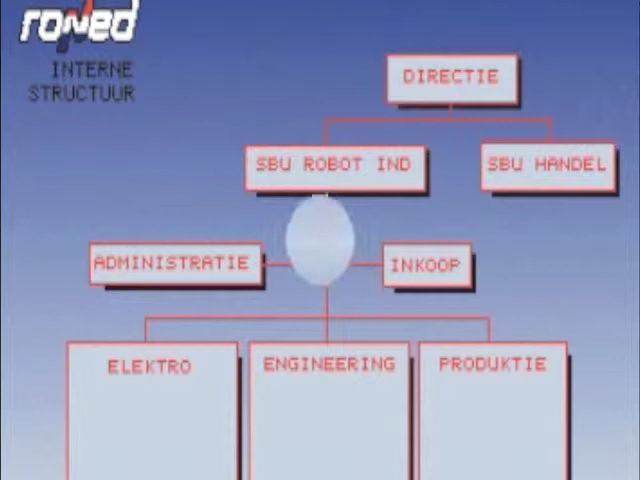 roned
INTERNE
STRUCTUUR
DIRECTIE
SBU ROBOT IND
SBU HANDEL
ADMINISTRATIE
INKOOP
ELEKTRO
ENGINEERING
PRODUKTIE